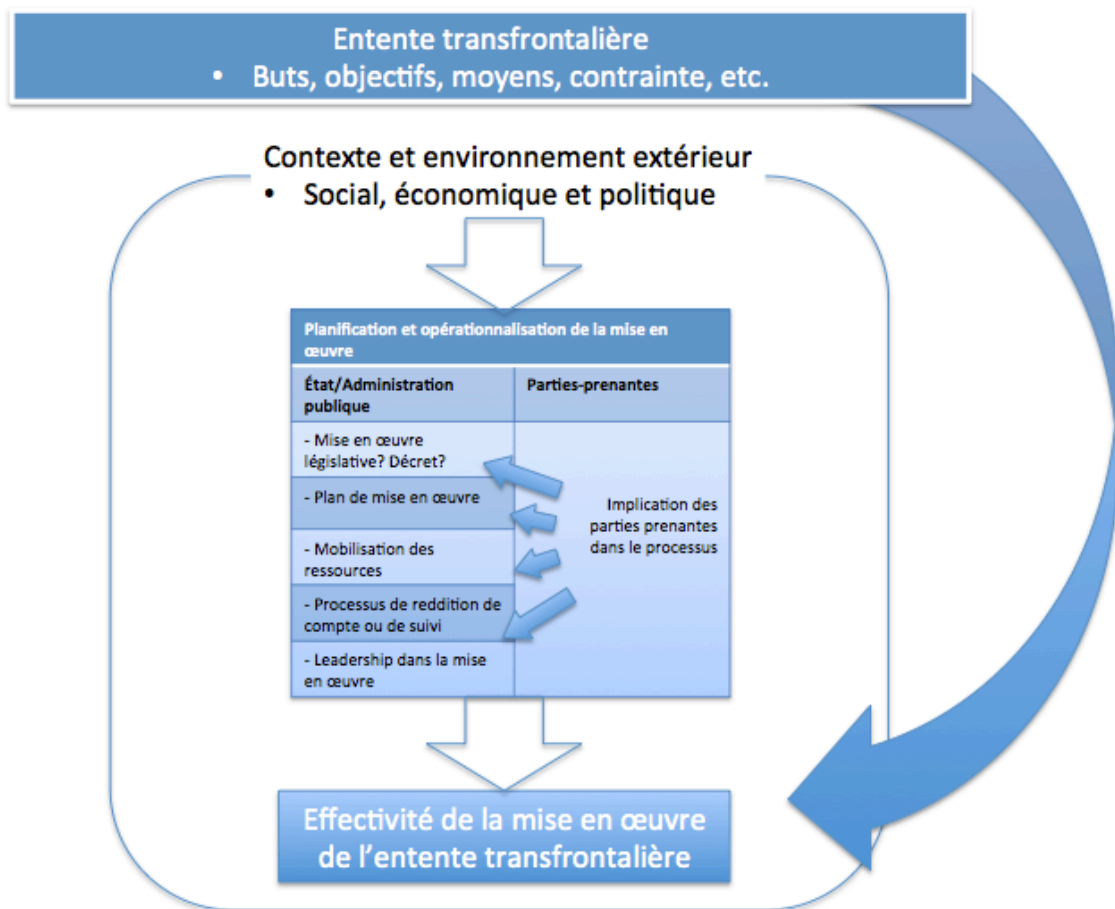 Entente transfrontalière
• Buts, objectifs, moyens, contrainte, etc.
Contexte et environnement extérieur
• Social, économique et politique
Planification et opérationnalisation de la mise en
œuvre
État/Administration
publique
Parties-prenantes
- Mise en œuvre
législative? Décret?
- Plan de mise en œuvre
- Mobilisation des
ressources
- Processus de reddition de
compte ou de suivi
- Leadership dans la mise
en œuvre
Implication des
parties prenantes
dans le processus
Effectivité de la mise en œuvre
de l’entente transfrontalière